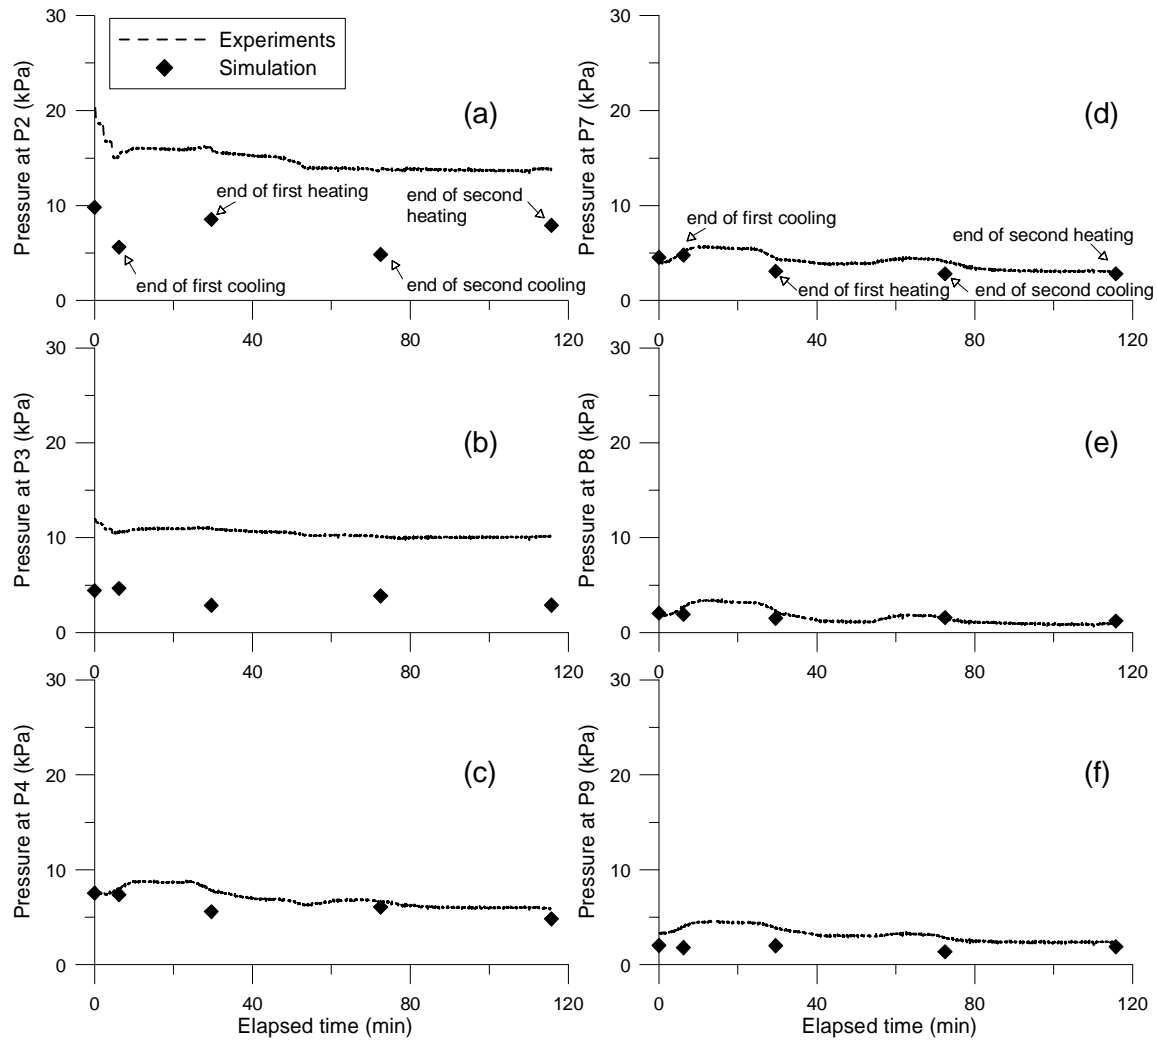 30
20
10
0
Pressure at P2 (kPa)
Experiments
Simulation
(a)
end of first heating
end of second
heating
end of first cooling
end of second cooling
0
40
80
120
30
20
10
0
Pressure at P7 (kPa)
(d)
end of first cooling
end of second heating
end of first heating
end of second cooling
0
40
80
120
30
20
10
0
Pressure at P3 (kPa)
(b)
0
40
80
120
30
20
10
0
Pressure at P8 (kPa)
(e)
0
40
80
120
30
20
10
0
Pressure at P4 (kPa)
(c)
0
40
80
120
Elapsed time (min)
30
20
10
0
Pressure at P9 (kPa)
(f)
0
40
80
120
Elapsed time (min)